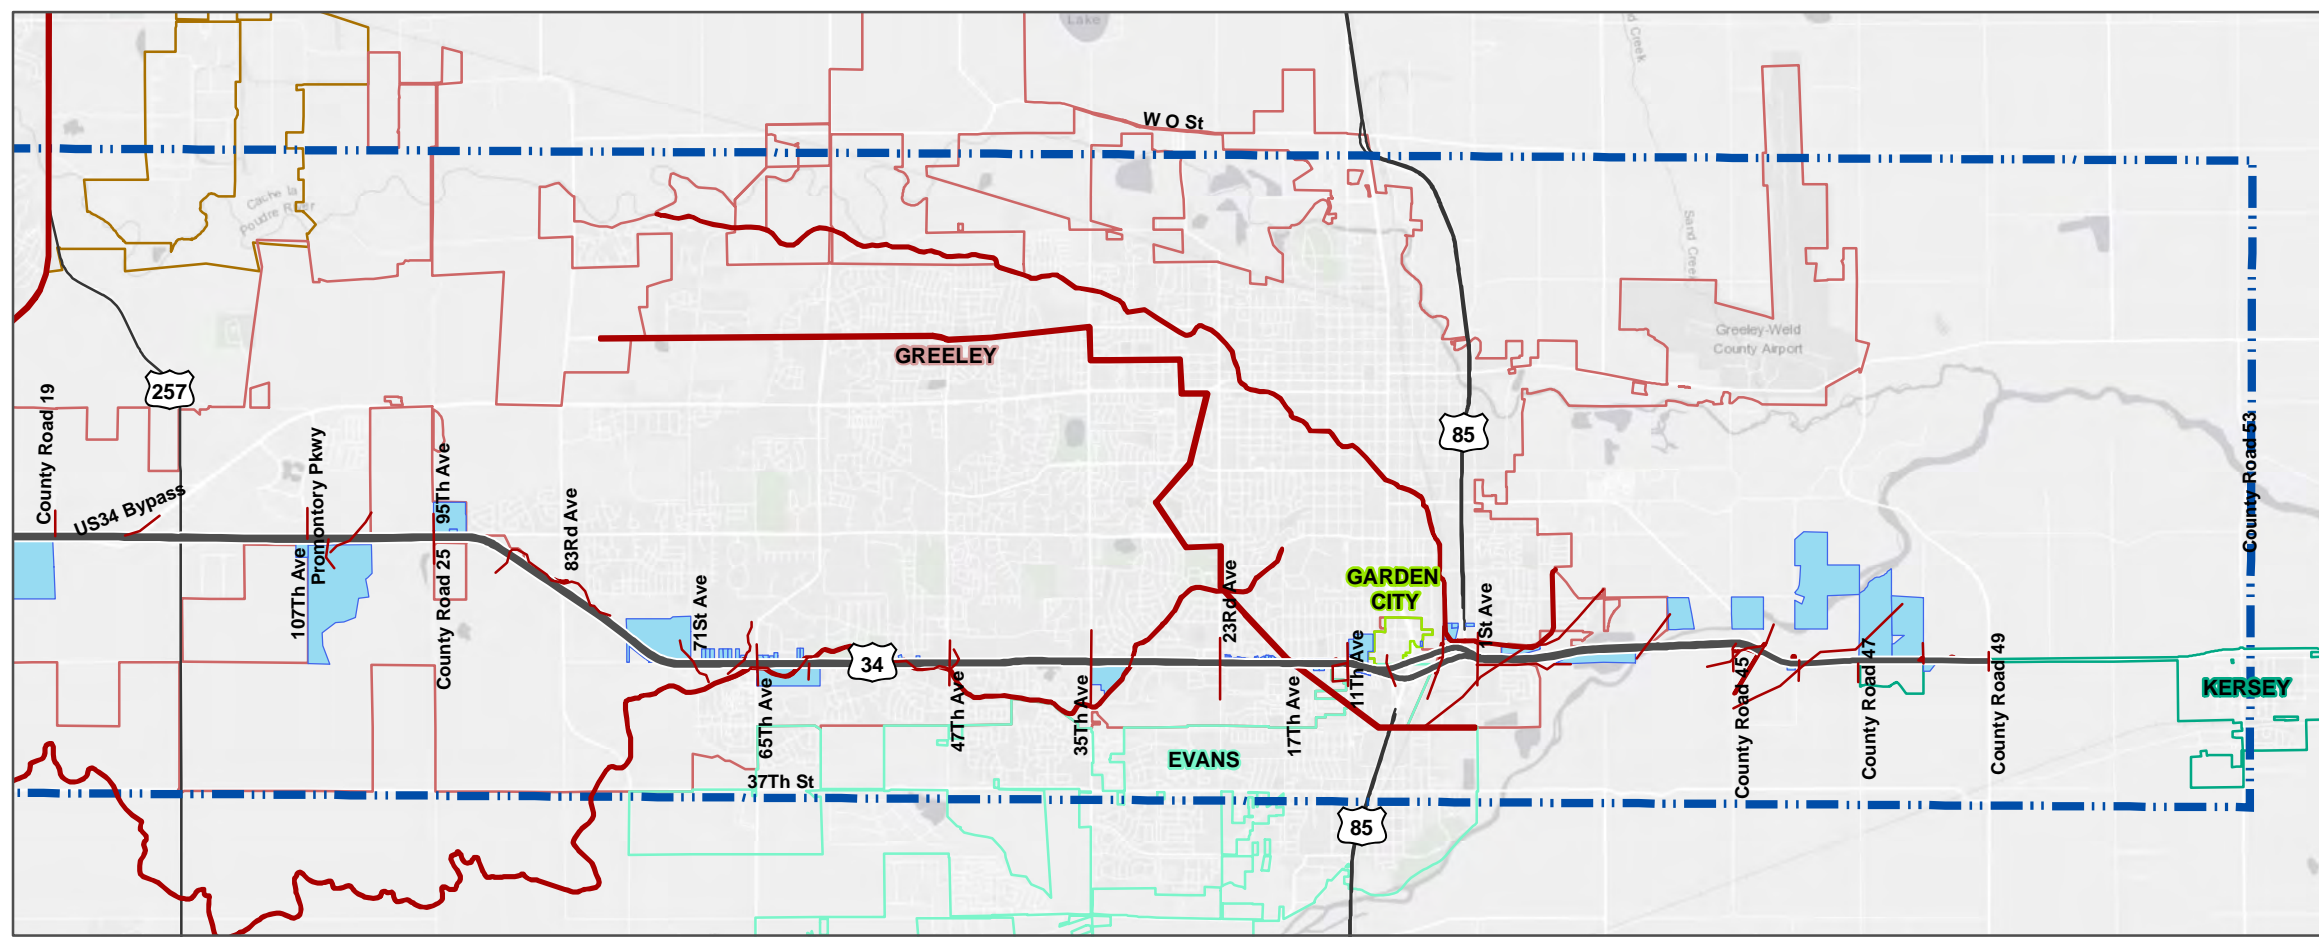 Lake
W O St
d Creek
Cache la
Poudre River
Sand Creek
Greeley-Weld
County Airport
GREELEY
257
County Road 19
85
US34 Bypass
Promontory Pkwy
95Th Ave
83Rd Ave
County Road 53
107Th Ave
County Road 25
71St Ave
23Rd Ave
GARDEN
CITY
1St Ave
34
11Th Ave
65Th Ave
47Th Ave
35Th Ave
17Th Ave
County Road 45
County Road 47
County Road 49
KERSEY
EVANS
37Th St
85